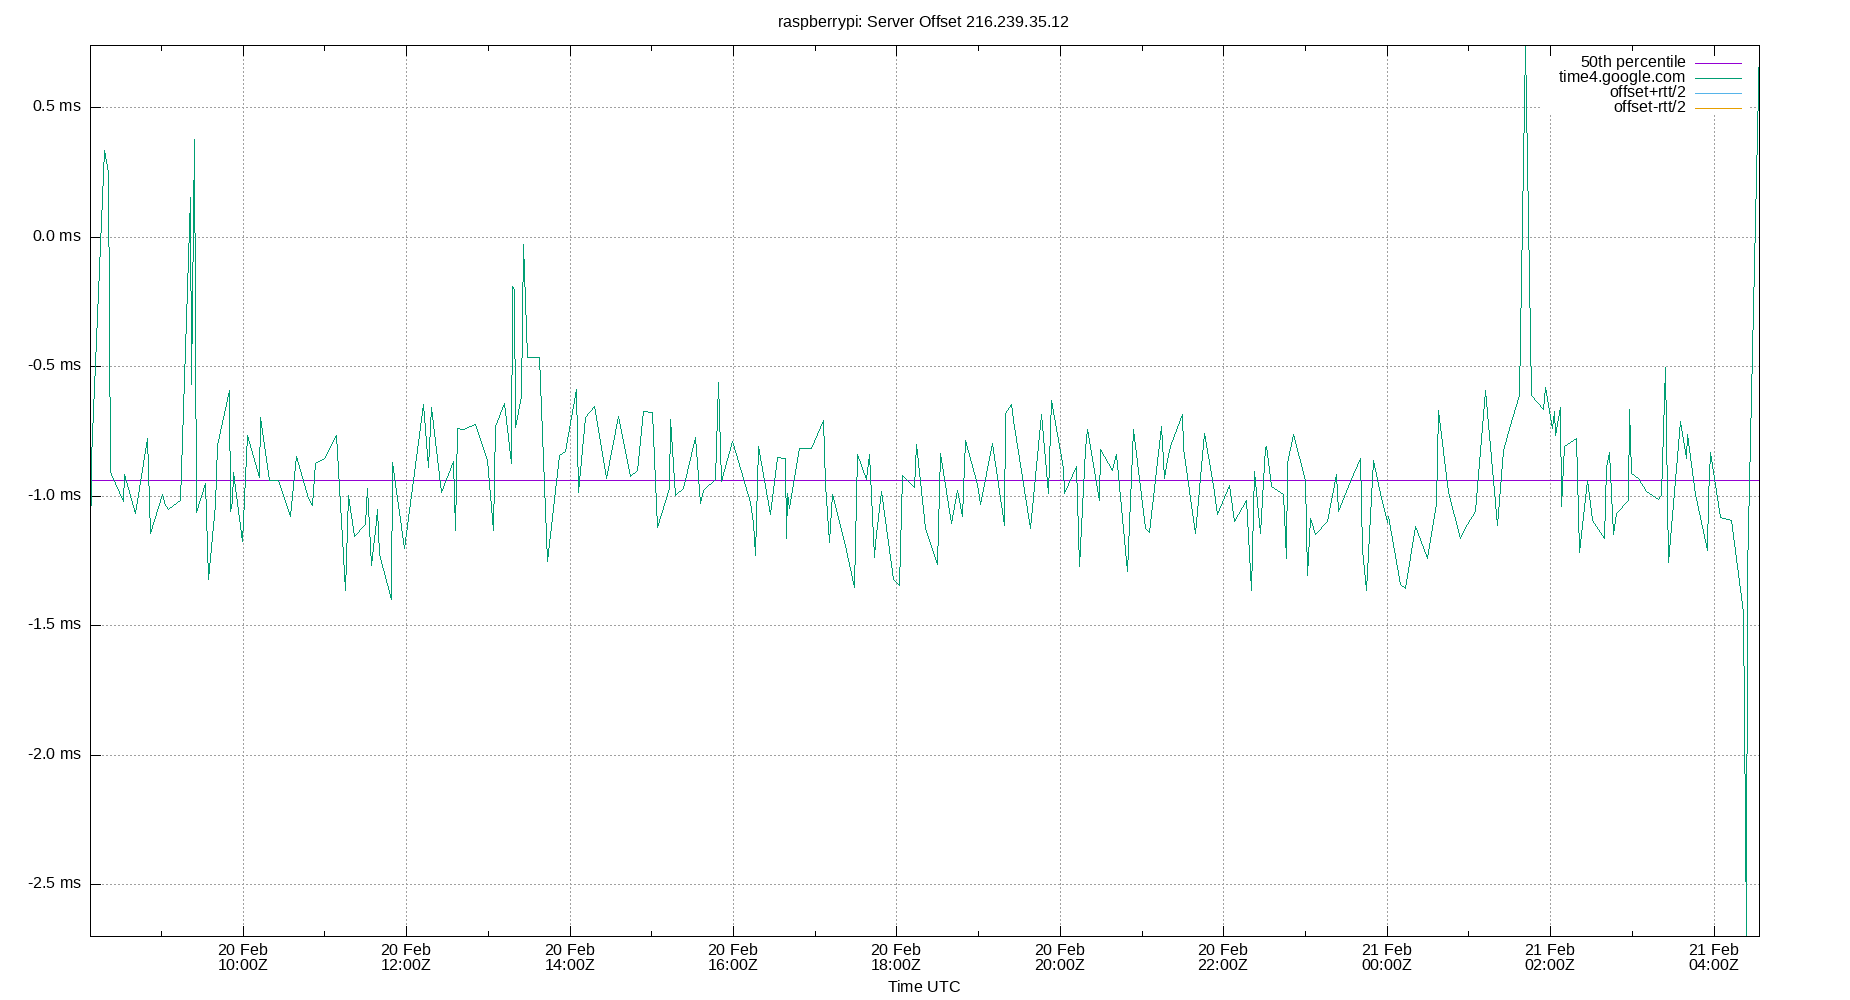 raspberrypi: Server Offset 216.239.35.12
50th percentile
time4.google.com
offset+rtt/2
offset-rtt/2
0.5 ms
0.0 ms
-0.5 ms
-1.0 ms
-1.5 ms
-2.0 ms
-2.5 ms
20 Feb 20 Feb 20 Feb 20 Feb 20 Feb 20 Feb 20 Feb 21 Feb 21 Feb 21 Feb
10:00Z 12:00Z 14:00Z 16:00Z 18:00Z 20:00Z 22:00Z 00:00Z 02:00Z 04:00Z
Time UTC